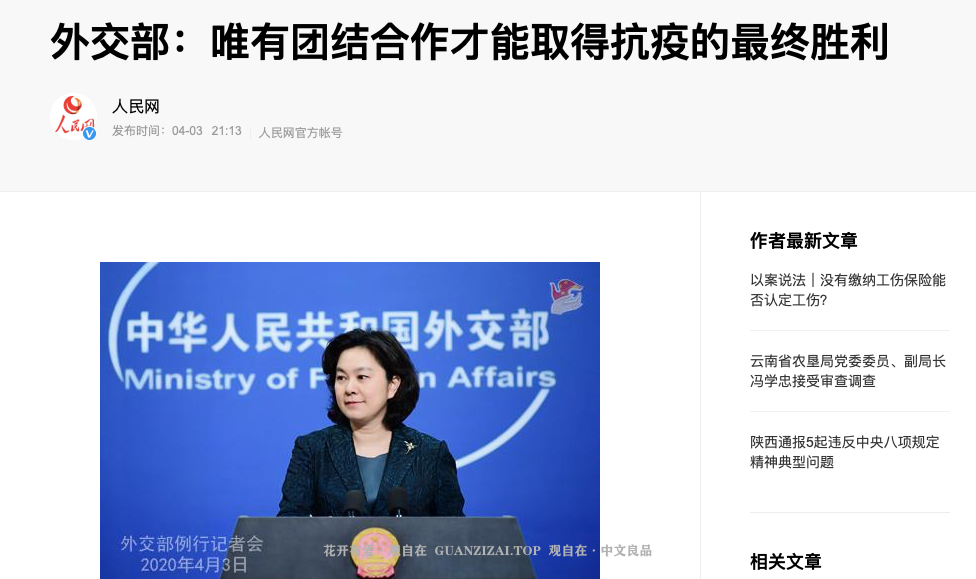 外交部：唯有团结合作才能取得抗疫的最终胜利
人民网
人民网
发布时间：04-03 21:13 人民网官方帐号
中华人民共和国外交部
Ministry of F n Affairs
外交部例行记者会
2020年4月3日
花开 自在 GUANZIZAI.TOP 观自在·中文良品
作者最新文章
以案说法｜没有缴纳工伤保险能
否认定工伤?
云南省农垦局党委委员、副局长
冯学忠接受审查调查
陕西通报5起违反中央八项规定
精神典型问题
相关文章